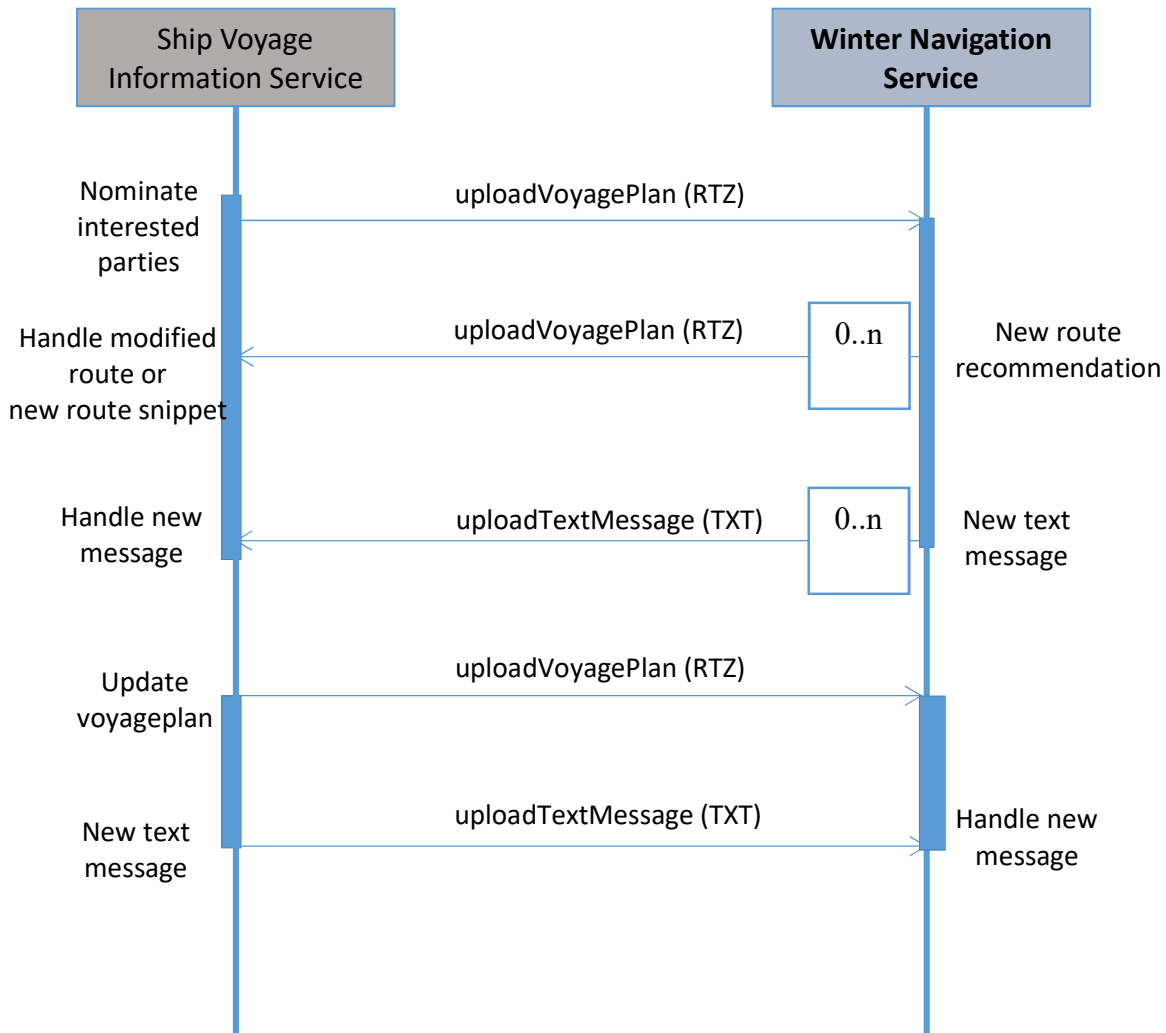 Ship Voyage
Information Service
Winter Navigation
Service
Nominate
interested
parties
uploadVoyagePlan (RTZ)
Handle modified
route or
new route snippet
uploadVoyagePlan (RTZ)
0..n
New route
recommendation
Handle new
message
uploadTextMessage (TXT)
0..n
New text
message
Update
voyageplan
uploadVoyagePlan (RTZ)
New text
message
uploadTextMessage (TXT)
Handle new
message